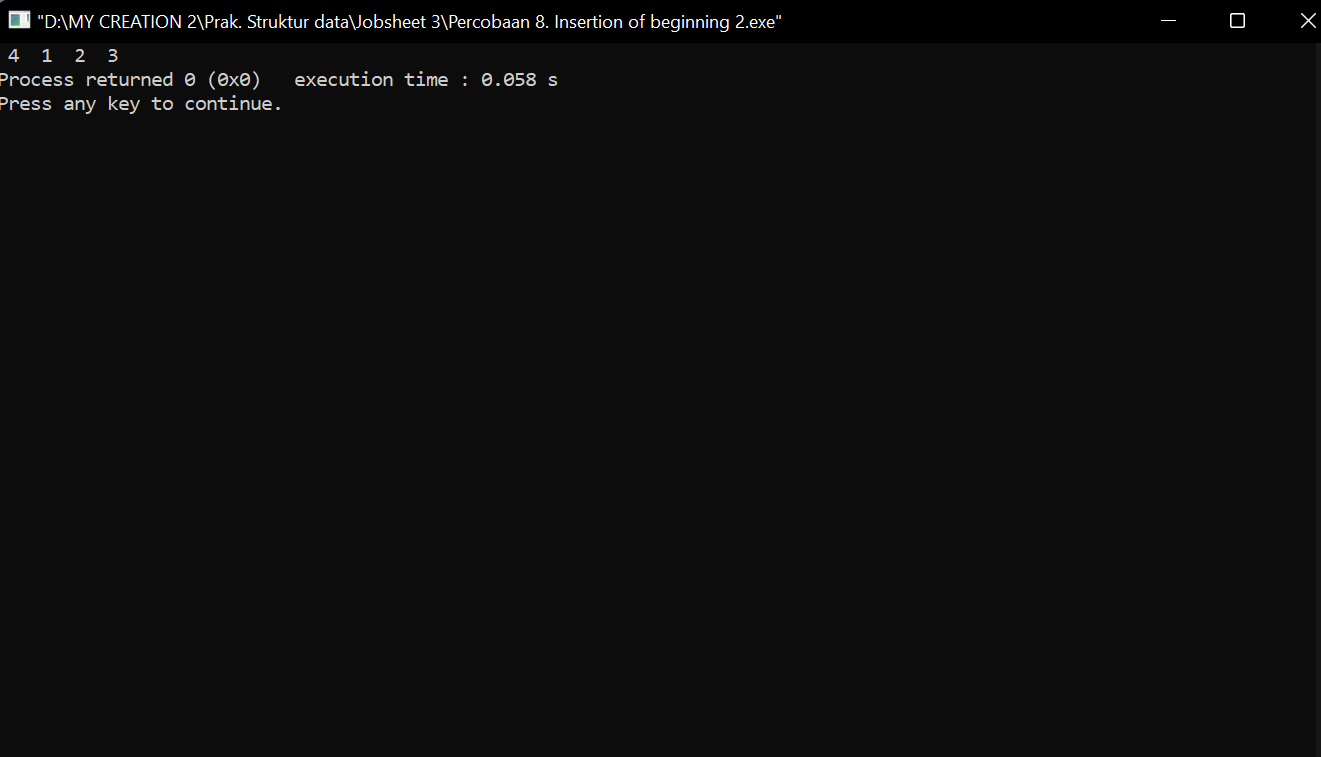 "D:\MY CREATION 2\Prak. Struktur data\Jobsheet 3\Percobaan 8. Insertion of beginning 2.exe"
4  1  2  3
Process returned 0 (0x0)   execution time : 0.058 s
Press any key to continue.